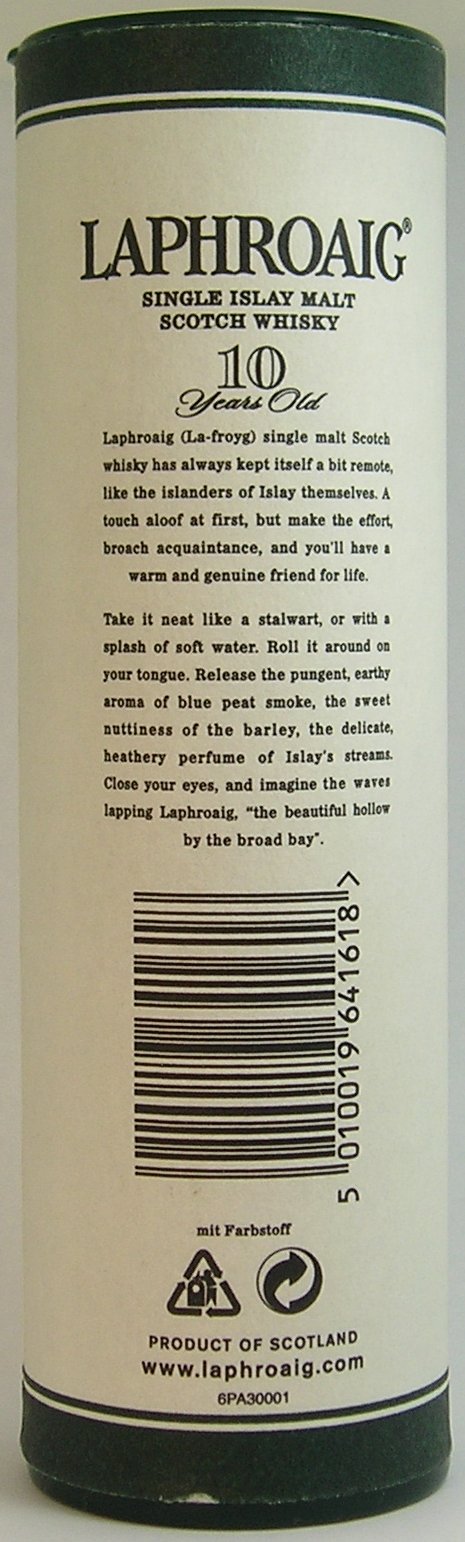 LAPHROAIG®
SINGLE ISLAY MALT
SCOTCH WHISKY
10
Years Old
Laphroaig (La-froyg) single malt Scotch
whisky has always kept itself a bit remote,
like the islanders of Islay themselves. A
touch aloof at first, but make the effort,
broach acquaintance, and you'll have a
warm and genuine friend for life.
Take it neat like a stalwart, or with a
splash of soft water. Roll it around on
your tongue. Release the pungent, earthy
aroma of blue peat smoke, the sweet
nuttiness of the barley, the delicate,
heathery perfume of Islay's streams.
Close your eyes, and imagine the waves
lapping Laphroaig, "the beautiful hollow
by the broad bay".
5 010019 641618 >
mit Farbstoff
PRODUCT OF SCOTLAND
www.laphroaig.com
6PA30001